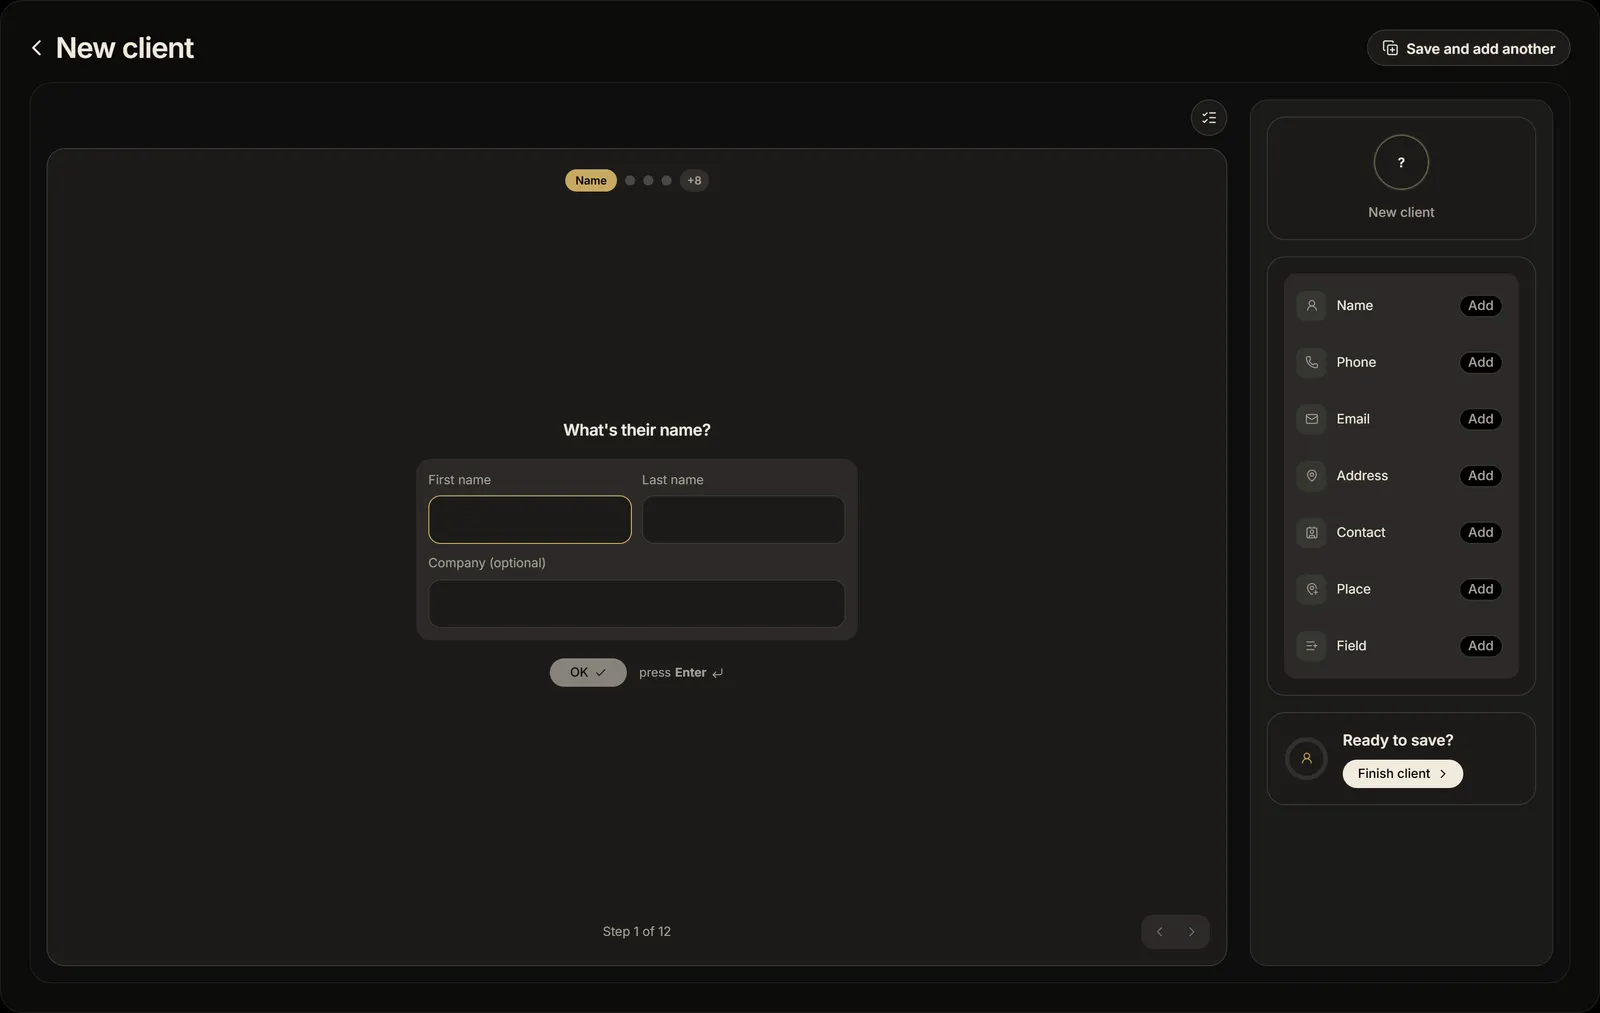 New client
Save and add another
Name
+8
What's their name?
First name
Last name
Company (optional)
OK
press Enter
Step 1 of 12
?
New client
Name Add
Phone Add
Email Add
Address Add
Contact Add
Place Add
Field Add
Ready to save?
Finish client